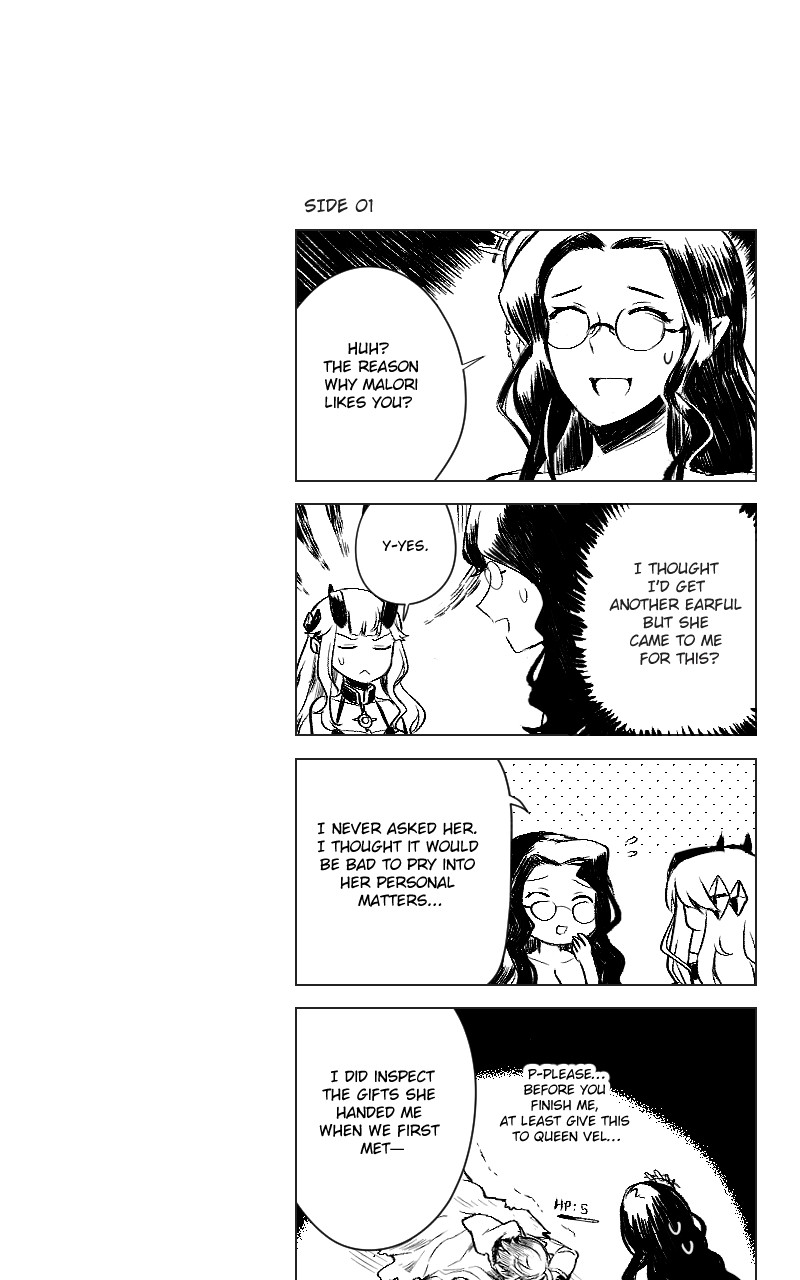 SIDE 01
HUH?
THE REASON
WHY MALORI
LIKES YOU?
Y-YES.
I THOUGHT
I'D GET
ANOTHER EARFUL
BUT SHE
CAME TO ME
FOR THIS?
I NEVER ASKED HER.
I THOUGHT IT WOULD
BE BAD TO PRY INTO
HER PERSONAL
MATTERS...
I DID INSPECT
THE GIFTS SHE
HANDED ME
WHEN WE FIRST
MET—
P-PLEASE...
BEFORE YOU
FINISH ME,
AT LEAST GIVE THIS
TO QUEEN VEL...
HP: 5